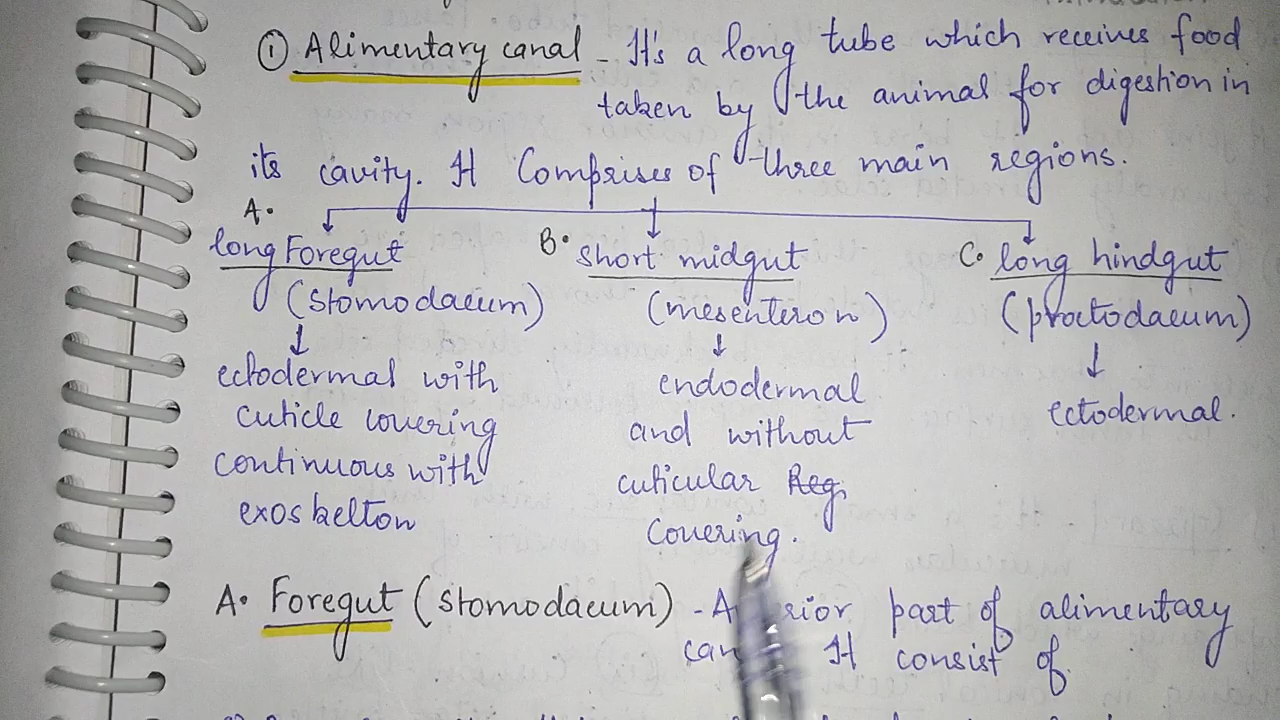 ① Alimentary canal - It's a long tube which receives food
taken by the animal for digestion in
its cavity. It Comprises of three main regions.
A. long Foregut
(stomodaeum)
↓
ectodermal with
cuticle covering
continuous with
exoskelton
B. Short midgut
(mesenteron)
↓
endodermal
and without
cuticular Reg
Covering.
C. long hindgut
(proctodaeum)
↓
ectodermal.
A. Foregut (stomodaeum) - part of alimentary
It consist of